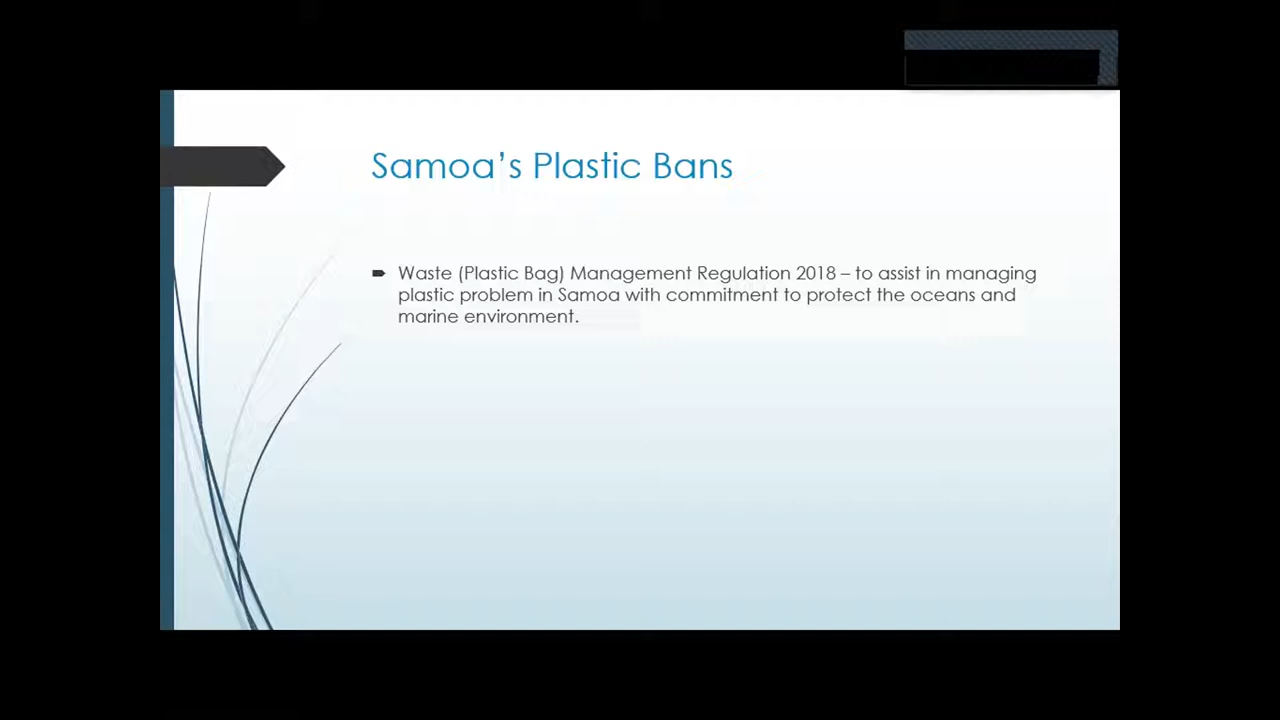 Samoa’s Plastic Bans
Waste (Plastic Bag) Management Regulation 2018 – to assist in managing
plastic problem in Samoa with commitment to protect the oceans and
marine environment.